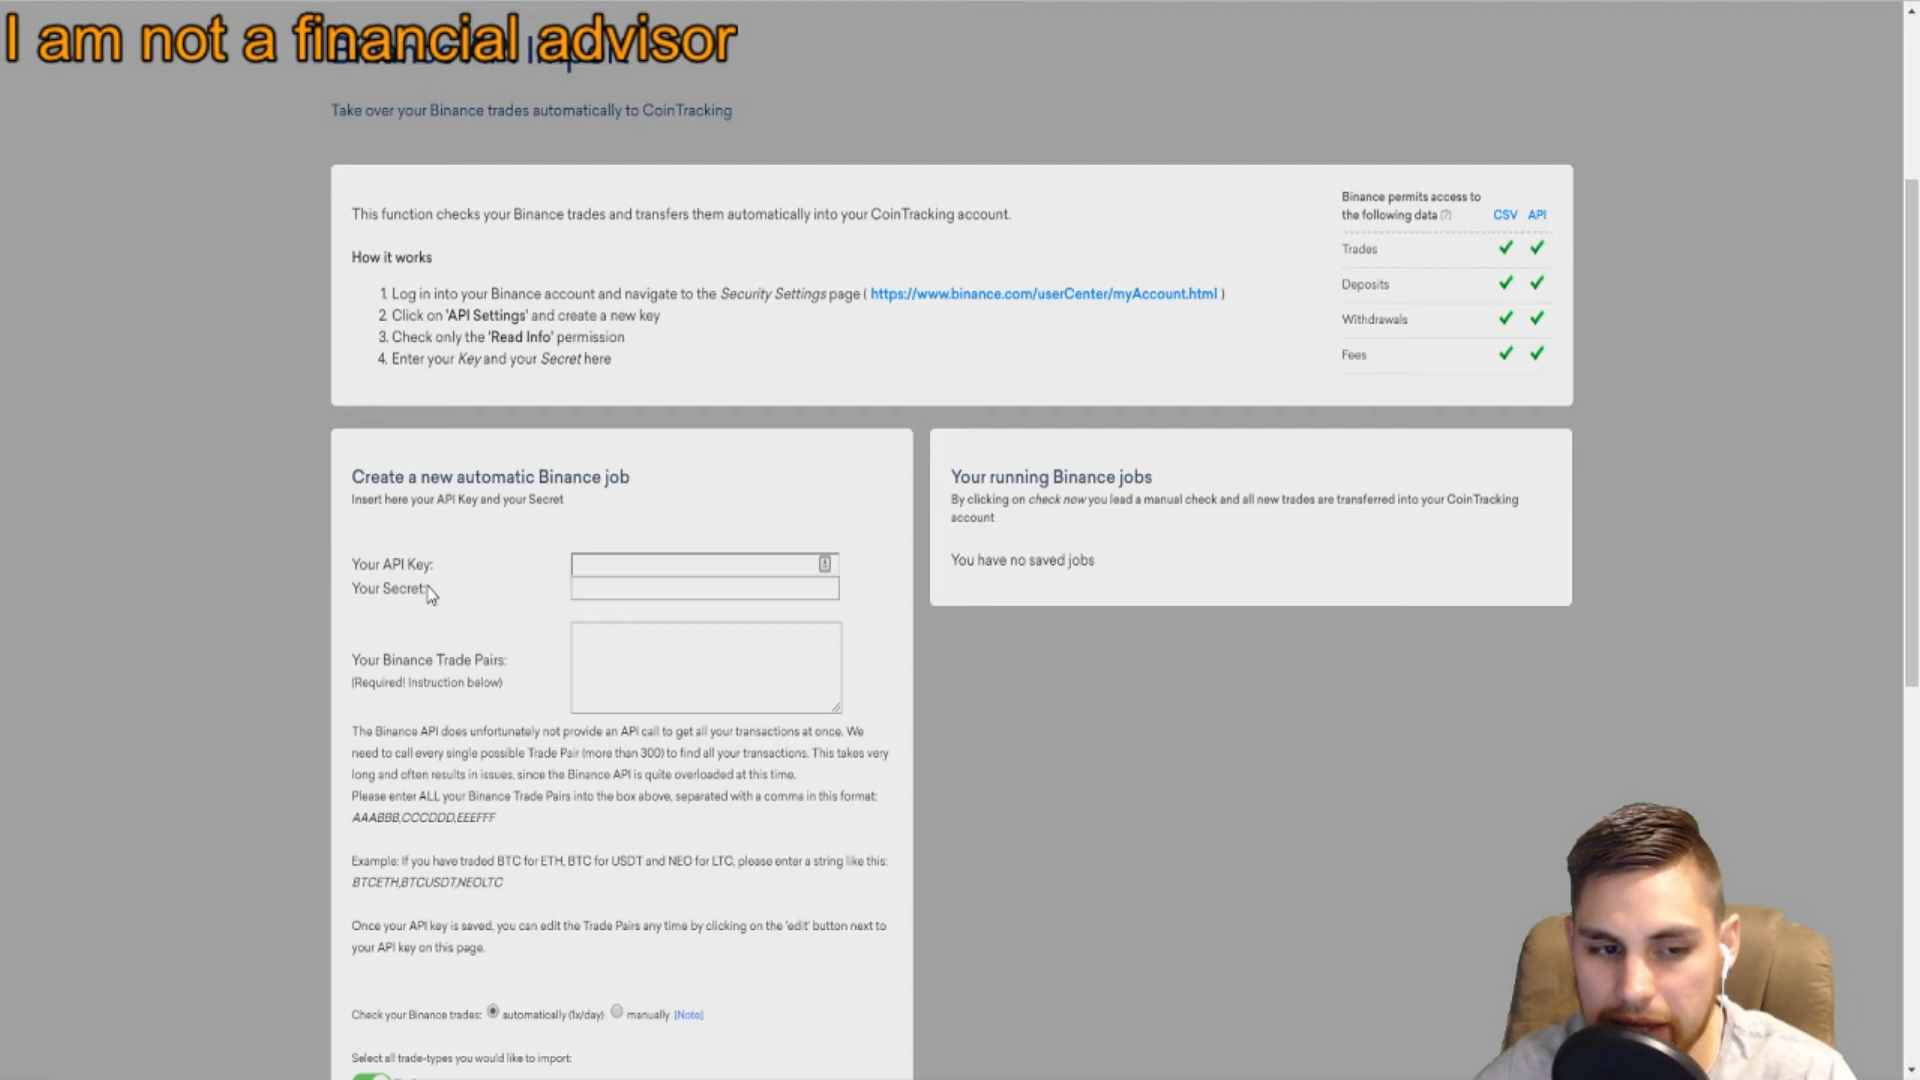 I am not a financial advisor
Take over your Binance trades automatically to CoinTracking
This function checks your Binance trades and transfers them automatically into your CoinTracking account.
How it works
1. Log in into your Binance account and navigate to the Security Settings page ( https://www.binance.com/userCenter/myAccount.html )
2. Click on 'API Settings' and create a new key
3. Check only the 'Read Info' permission
4. Enter your Key and your Secret here
Binance permits access to
the following data [?] CSV API
Trades
Deposits
Withdrawals
Fees
Create a new automatic Binance job
Insert here your API Key and your Secret
Your API Key:
Your Secret:
Your Binance Trade Pairs:
(Required! Instruction below)
The Binance API does unfortunately not provide an API call to get all your transactions at once. We
need to call every single possible Trade Pair (more than 300) to find all your transactions. This takes very
long and often results in issues, since the Binance API is quite overloaded at this time.
Please enter ALL your Binance Trade Pairs into the box above, separated with a comma in this format:
AAABBB,CCCDDD,EEEFFF
Example: If you have traded BTC for ETH, BTC for USDT and NEO for LTC, please enter a string like this:
BTCETH,BTCUSDT,NEOLTC
Once your API key is saved, you can edit the Trade Pairs any time by clicking on the 'edit' button next to
your API key on this page.
Check your Binance trades: automatically (1x/day) manually [Note]
Select all trade-types you would like to import:
Your running Binance jobs
By clicking on check now you lead a manual check and all new trades are transferred into your CoinTracking
account
You have no saved jobs